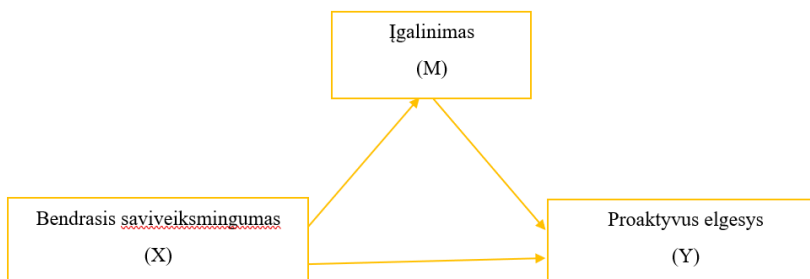 Įgalinimas
(M)
Bendrasis saviveiksmingumas
(X)
Proaktyvus elgesys
(Y)